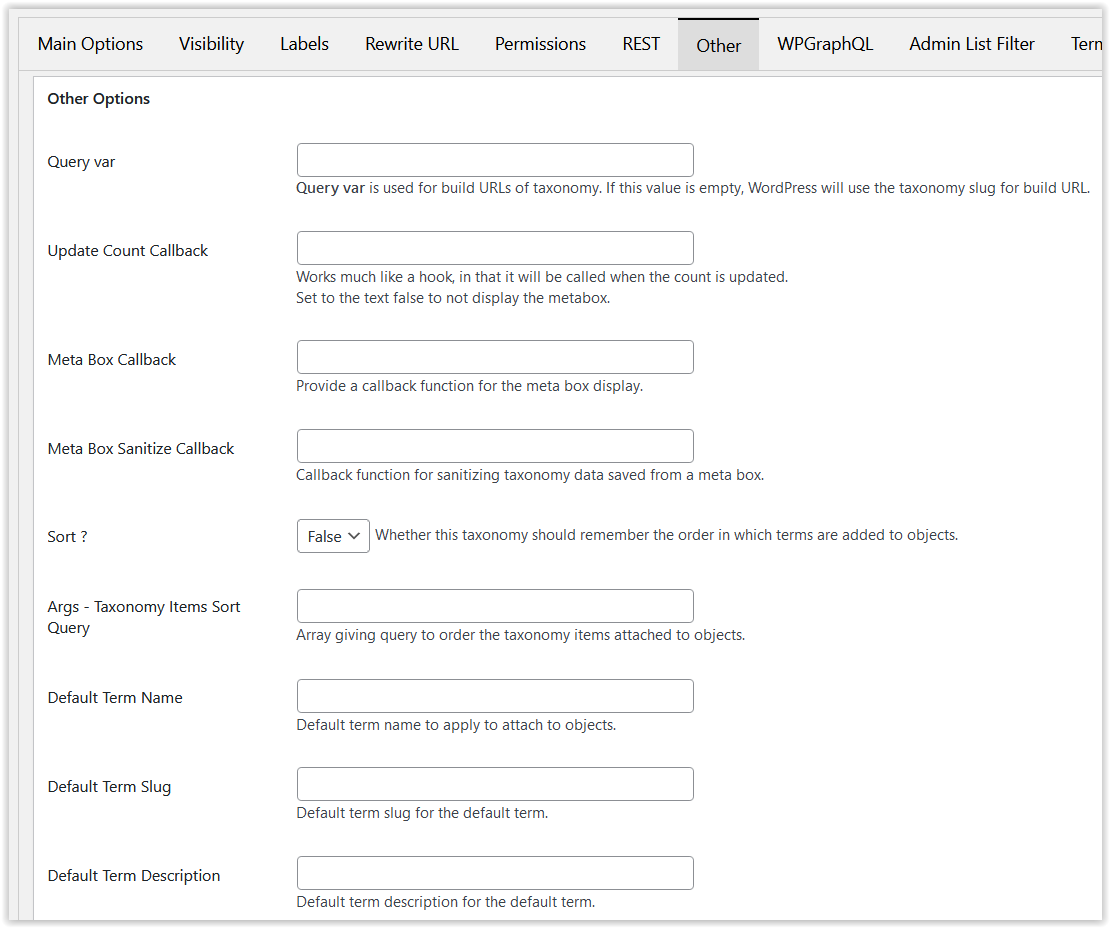 Main Options Visibility Labels Rewrite URL Permissions REST Other WPGraphQL Admin List Filter
Other Options
Query var
Query var is used for build URLs of taxonomy. If this value is empty, WordPress will use the taxonomy slug for build URL.
Update Count Callback
Works much like a hook, in that it will be called when the count is updated.
Set to the text false to not display the metabox.
Meta Box Callback
Provide a callback function for the meta box display.
Meta Box Sanitize Callback
Callback function for sanitizing taxonomy data saved from a meta box.
Sort ?
False Whether this taxonomy should remember the order in which terms are added to objects.
Args - Taxonomy Items Sort
Query
Array giving query to order the taxonomy items attached to objects.
Default Term Name
Default term name to apply to attach to objects.
Default Term Slug
Default term slug for the default term.
Default Term Description
Default term description for the default term.